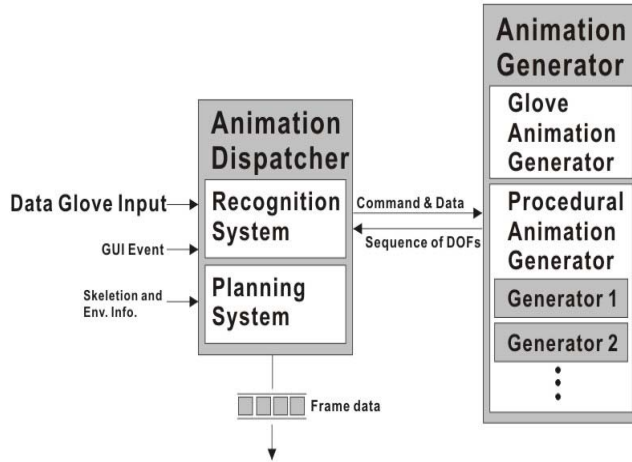 Animation
Dispatcher
Recognition
System
Planning
System
Data Glove Input
GUI Event
Skeletion and
Env. Info.
Command & Data
Sequence of DOFs
Animation
Generator
Glove
Animation
Generator
Procedural
Animation
Generator
Generator 1
Generator 2
Frame data